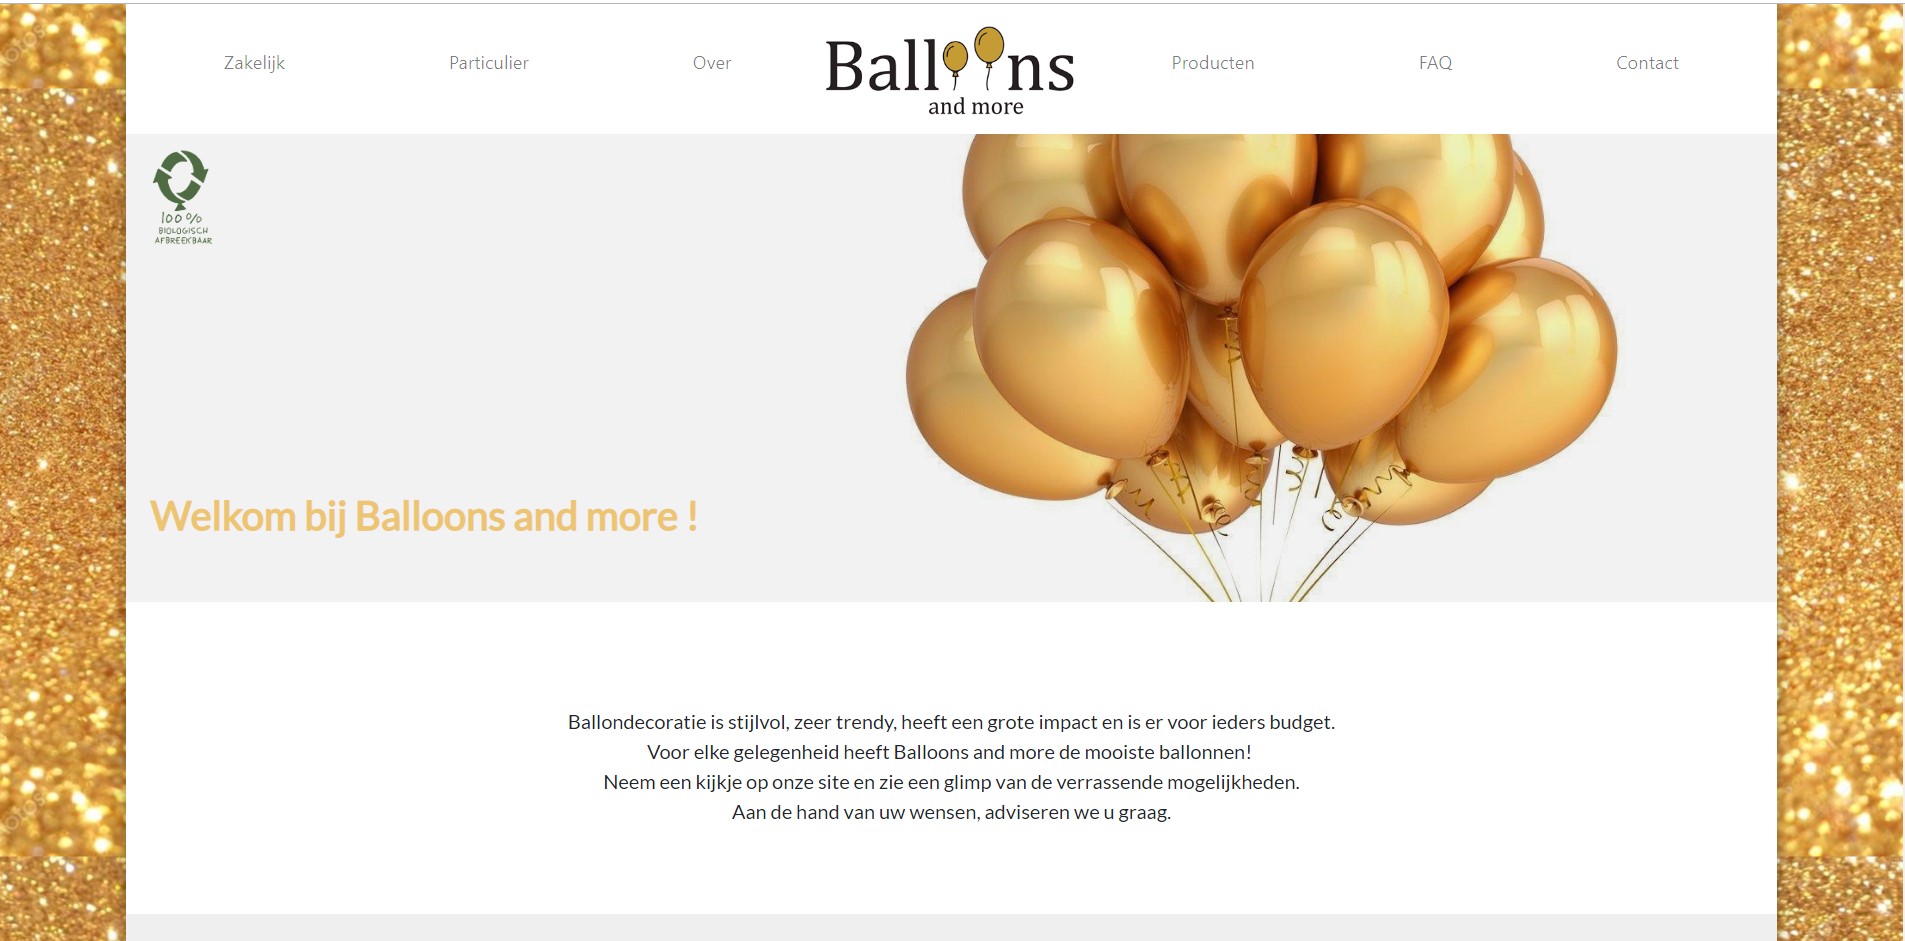 Zakelijk
Particulier
Over
Balloons
and more
Producten
FAQ
Contact
100%
BIOLOGISCH
AFBREEKBAAR
Welkom bij Balloons and more !
Ballondecoratie is stijlvol, zeer trendy, heeft een grote impact en is er voor ieders budget.
Voor elke gelegenheid heeft Balloons and more de mooiste ballonnen!
Neem een kijkje op onze site en zie een glimp van de verrassende mogelijkheden.
Aan de hand van uw wensen, adviseren we u graag.